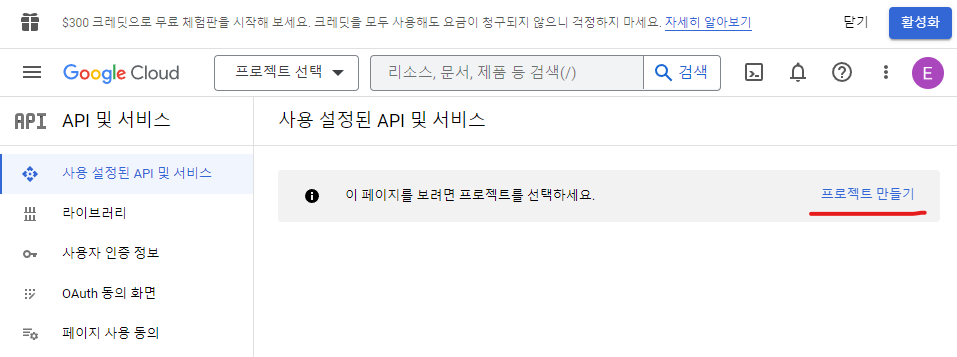 $300 크레딧으로 무료 체험판을 시작해 보세요. 크레딧을 모두 사용해도 요금이 청구되지 않으니 걱정하지 마세요. 자세히 알아보기 닫기 활성화
Google Cloud 프로젝트 선택 리소스, 문서, 제품 등 검색(/) 검색 E
API API 및 서비스 사용 설정된 API 및 서비스
사용 설정된 API 및 서비스
이 페이지를 보려면 프로젝트를 선택하세요. 프로젝트 만들기
라이브러리
사용자 인증 정보
OAuth 동의 화면
페이지 사용 동의